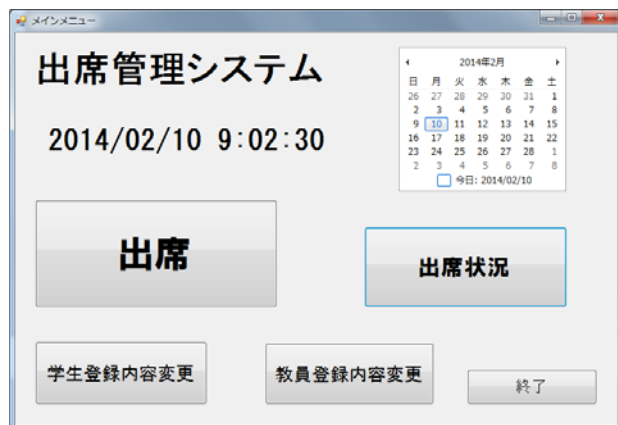 メインメニュー
出席管理システム
2014/02/10 9:02:30
2014年2月
日 月 火 水 木 金 土
26 27 28 29 30 31 1
2 3 4 5 6 7 8
9 10 11 12 13 14 15
16 17 18 19 20 21 22
23 24 25 26 27 28 1
2 3 4 5 6 7 8
今日: 2014/02/10
出席
出席状況
学生登録内容変更
教員登録内容変更
終了